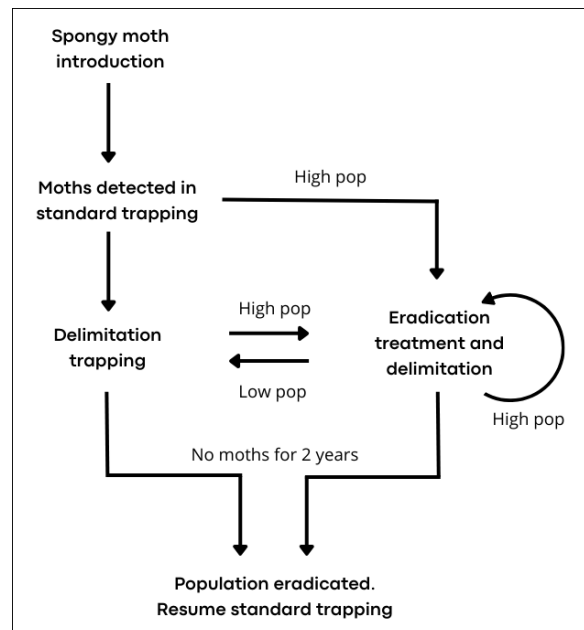 Spongy moth
introduction
High pop
Moths detected in
standard trapping
High pop
Delimitation
trapping
Low pop
Eradication
treatment and
delimitation
High pop
No moths for 2 years
Population eradicated.
Resume standard trapping